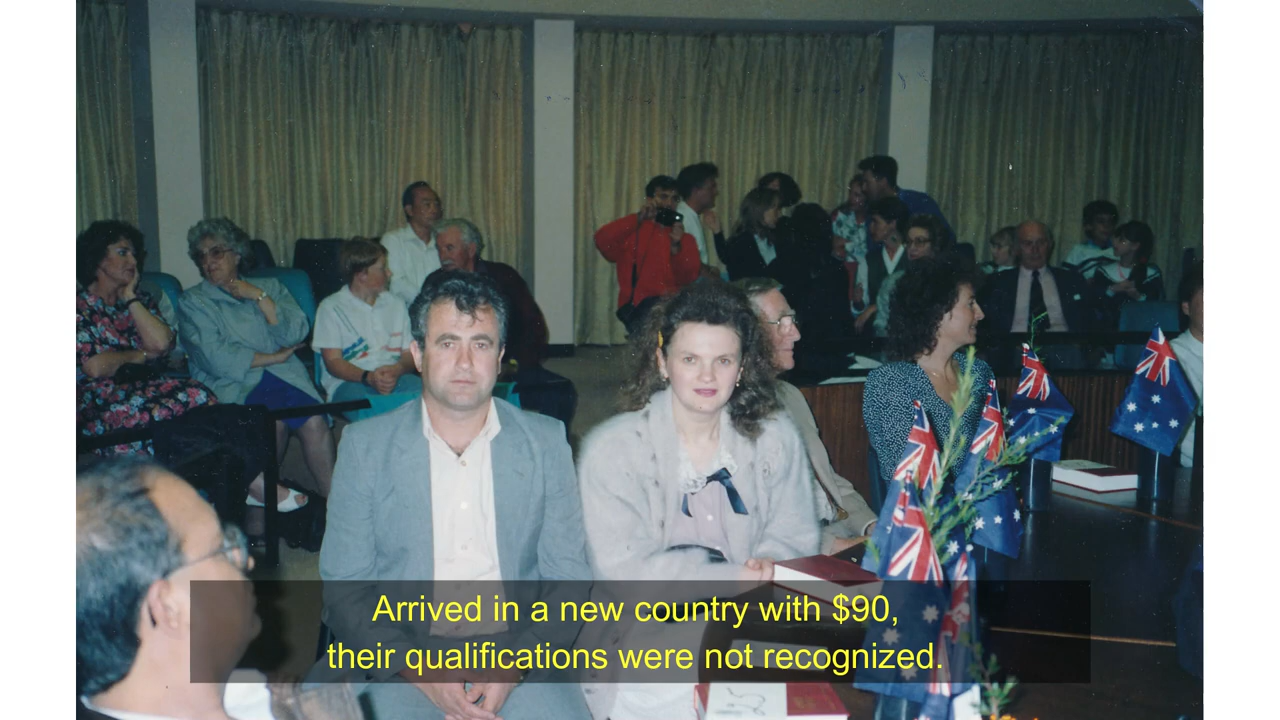 Arrived in a new country with $90,
their qualifications were not recognized.